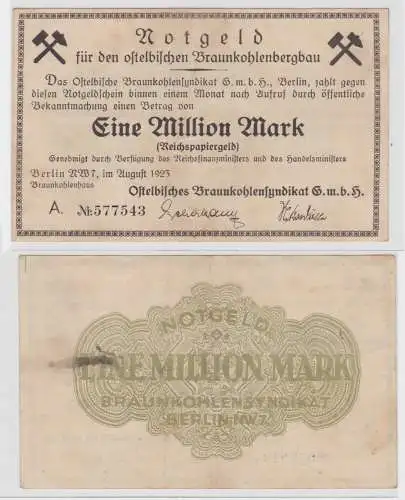 Notgeld
für den ostelbischen Braunkohlenbergbau
Das Ostelbische Braunkohlensyndikat G.m.b.H., Berlin, zahlt gegen
diesen Notgeldschein binnen einem Monat nach Aufruf durch öffentliche
Bekanntmachung einen Betrag von
Eine Million Mark
(Reichspapiergeld)
Genehmigt durch Verfügung des Reichsfinanzministers und des Handelsministers
Berlin NW7, im August 1923
Braunkohlenhaus
Ostelbisches Braunkohlensyndikat G.m.b.H.
A. №577543
NOTGELD
EINE MILLION MARK
BRAUNKOHLENSYNDIKAT
BERLIN NW7